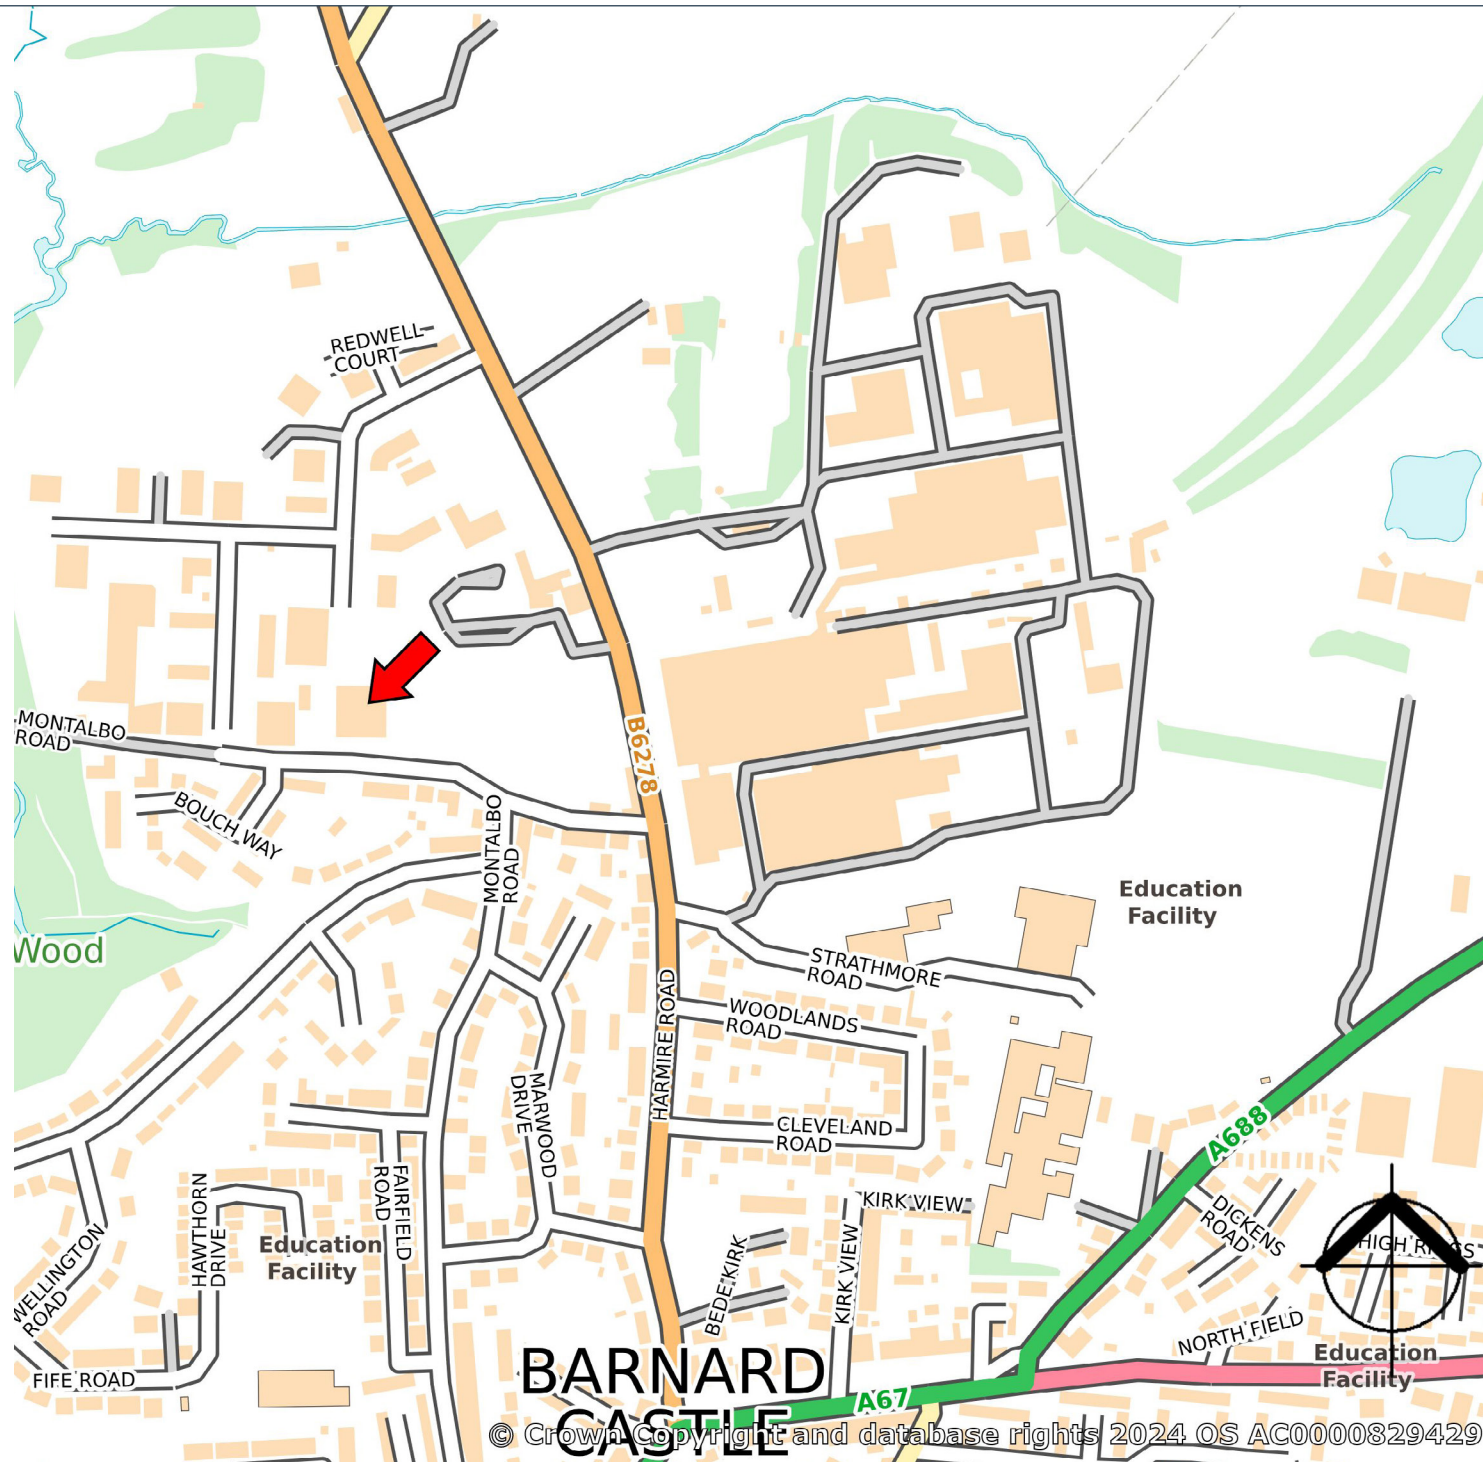 REDWELL
COURT
MONTALBO
ROAD
B6278
BOUCH WAY
MONTALBO
ROAD
Education
Facility
Wood
STRATHMORE
ROAD
HARMIRE ROAD
WOODLANDS
ROAD
MARWOOD
DRIVE
CLEVELAND
ROAD
A688
FAIRFIELD
ROAD
HAWTHORN
DRIVE
KIRK VIEW
DICKENS
ROAD
Education
Facility
WELLINGTON
ROAD
BEDE KIRK
KIRK VIEW
NORTH FIELD
Education
Facility
FIFE ROAD
BARNARD
CASTLE
A67
© Crown Copyright and database rights 2024 OS AC0000829429